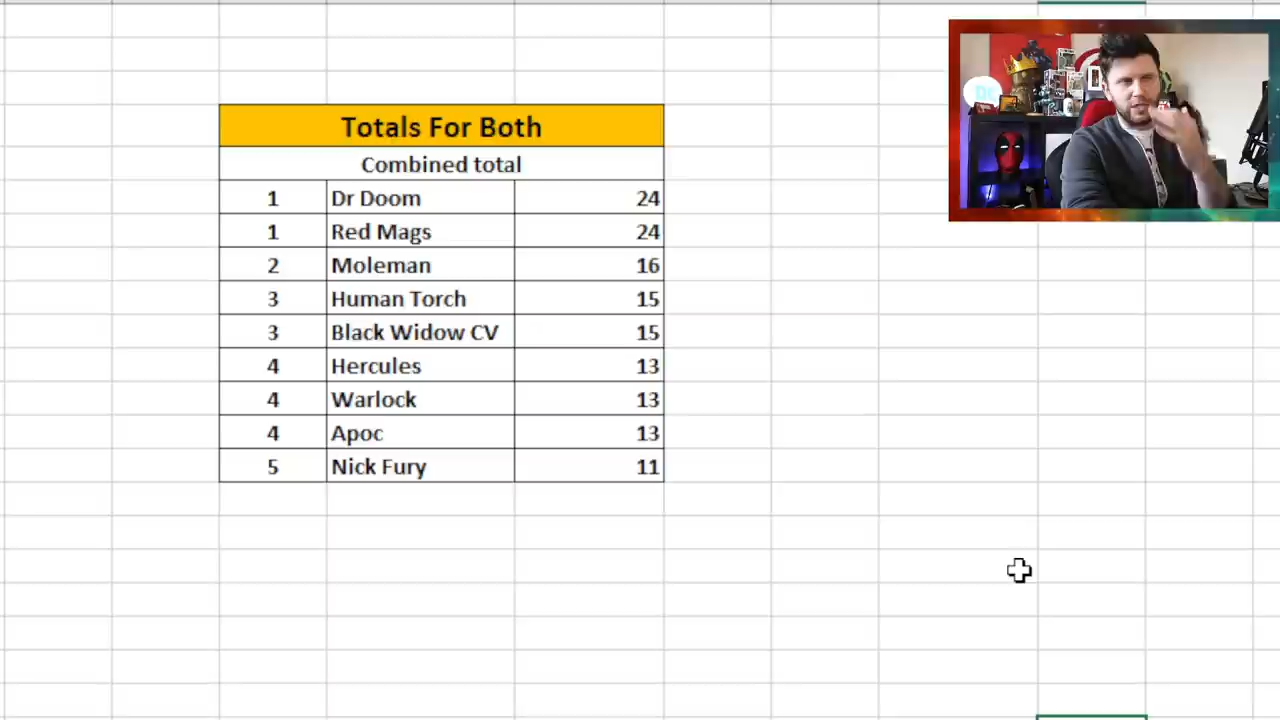 Totals For Both
Combined total
1 Dr Doom 24
1 Red Mags 24
2 Moleman 16
3 Human Torch 15
3 Black Widow CV 15
4 Hercules 13
4 Warlock 13
4 Apoc 13
5 Nick Fury 11